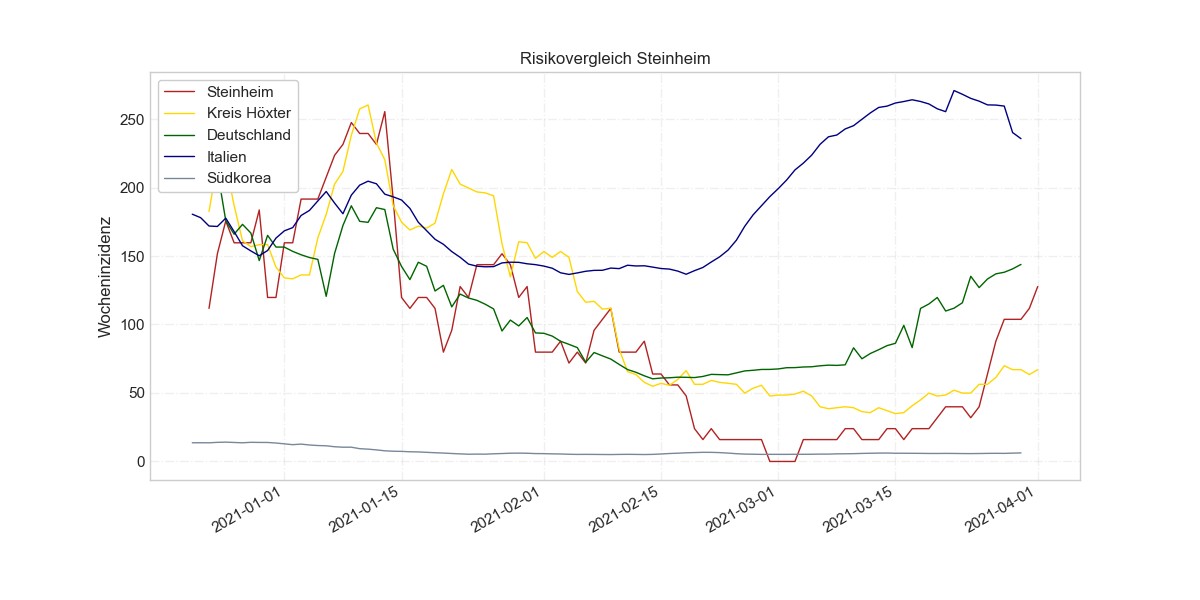 Risikovergleich Steinheim
Steinheim
Kreis Höxter
Deutschland
Italien
Südkorea
Wocheninzidenz
250
200
150
100
50
0
2021-01-01
2021-01-15
2021-02-01
2021-02-15
2021-03-01
2021-03-15
2021-04-01